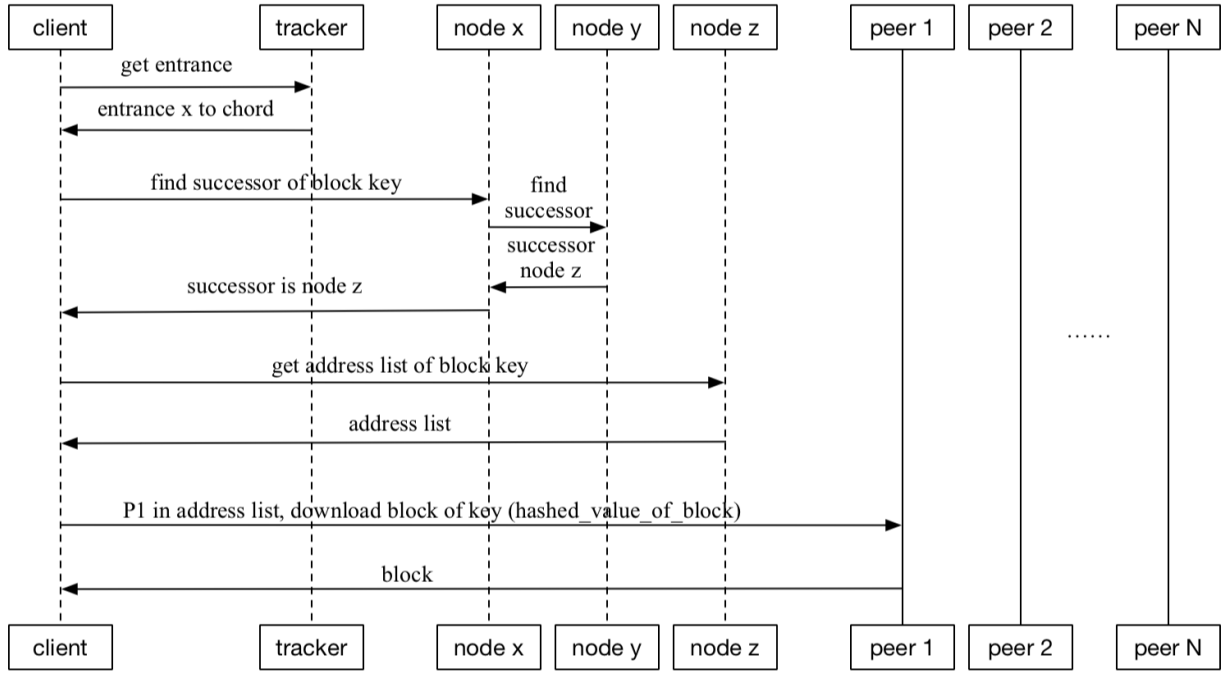 client
tracker
node x
node y
node z
peer 1
peer 2
peer N
get entrance
entrance x to chord
find successor of block key
find
successor
successor
node z
successor is node z
......
get address list of block key
address list
P1 in address list, download block of key (hashed_value_of_block)
block
client
tracker
node x
node y
node z
peer 1
peer 2
peer N